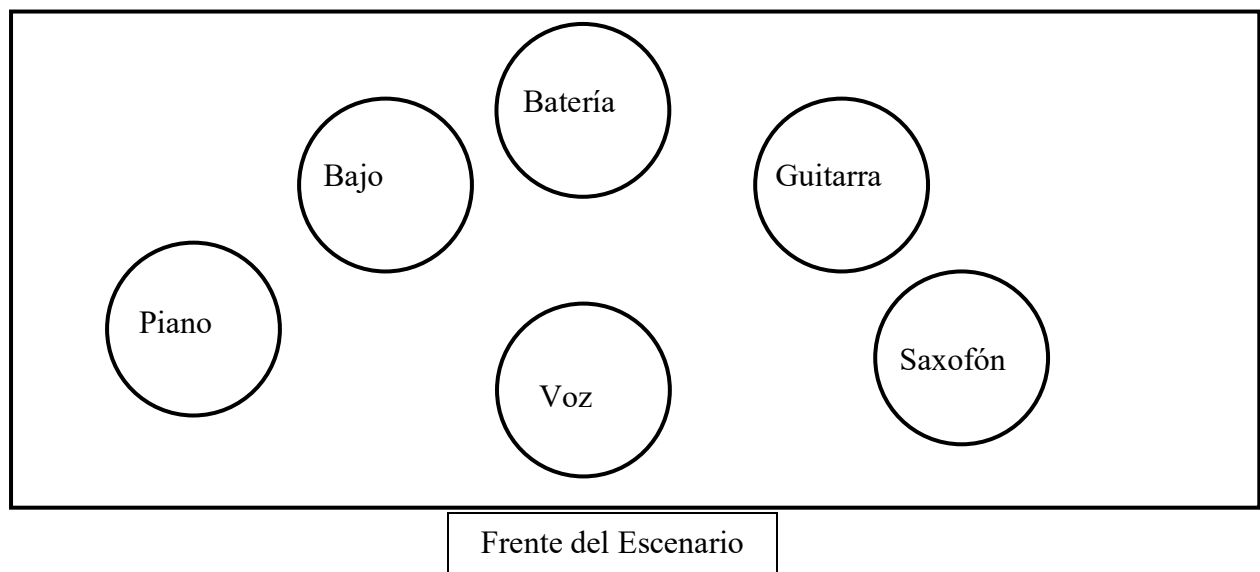 Batería
Bajo
Guitarra
Piano
Saxofón
Voz
Frente del Escenario